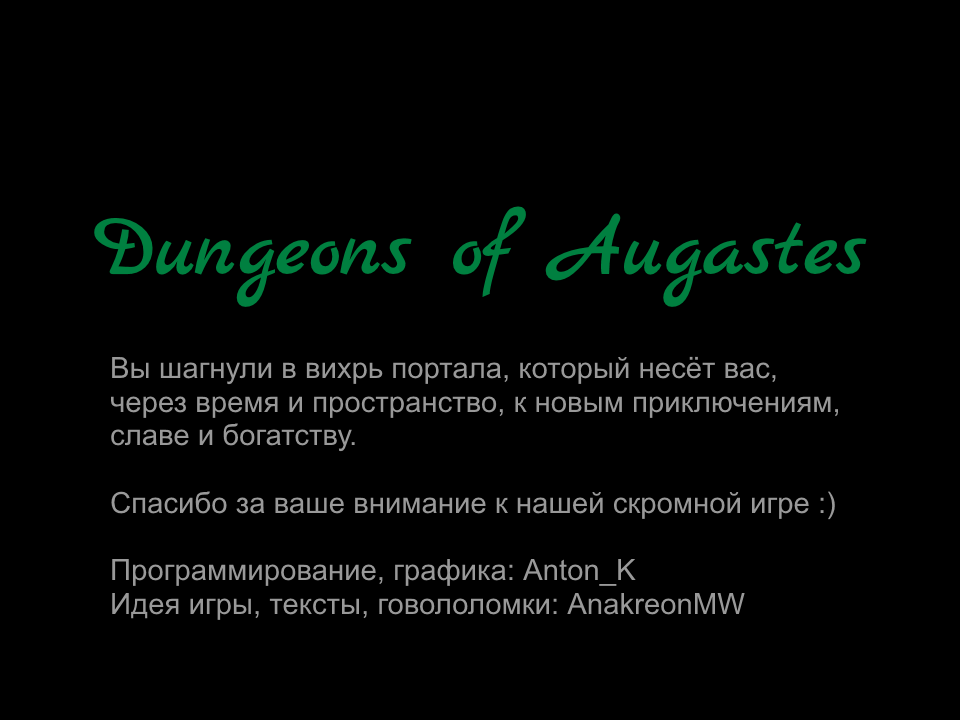 Dungeons of Augastes
Вы шагнули в вихрь портала, который несёт вас,
через время и пространство, к новым приключениям,
славе и богатству.
Спасибо за ваше внимание к нашей скромной игре :)
Программирование, графика: Anton_K
Идея игры, тексты, говололомки: AnakreonMW